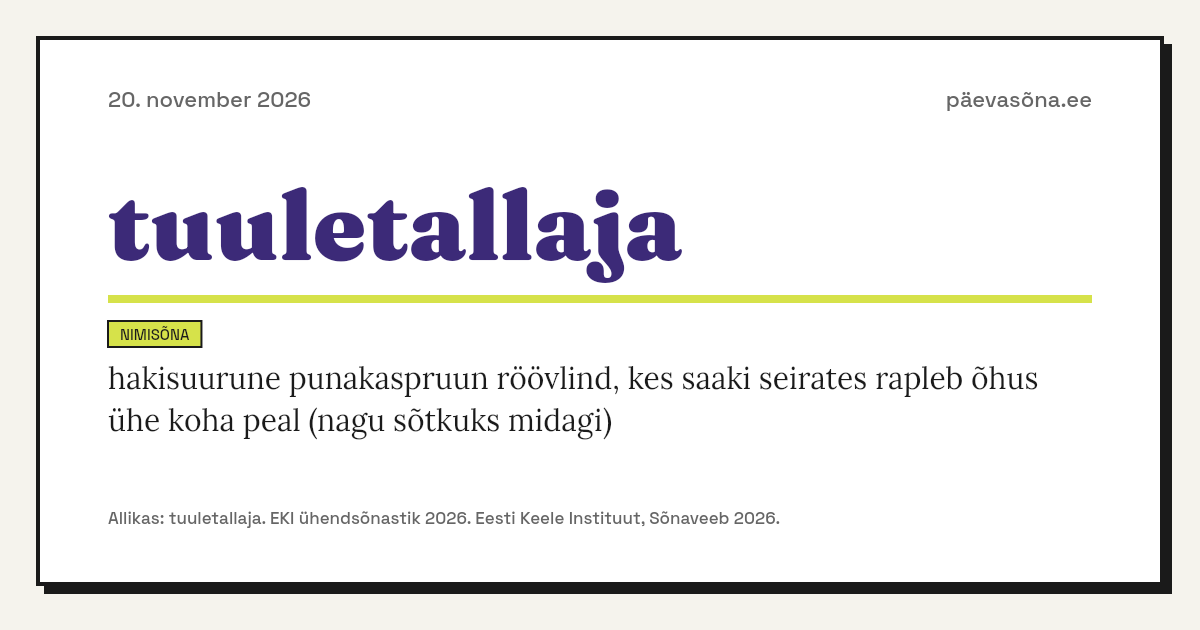 20. november 2026
päevasõna.ee
tuuletallaja
NIMISÕNA
hakisuurune punakaspruun röövlind, kes saaki seirates rapleb õhus
ühe koha peal (nagu sõtkuks midagi)
Allikas: tuuletallaja. EKI ühendsõnastik 2026. Eesti Keele Instituut, Sõnaveeb 2026.